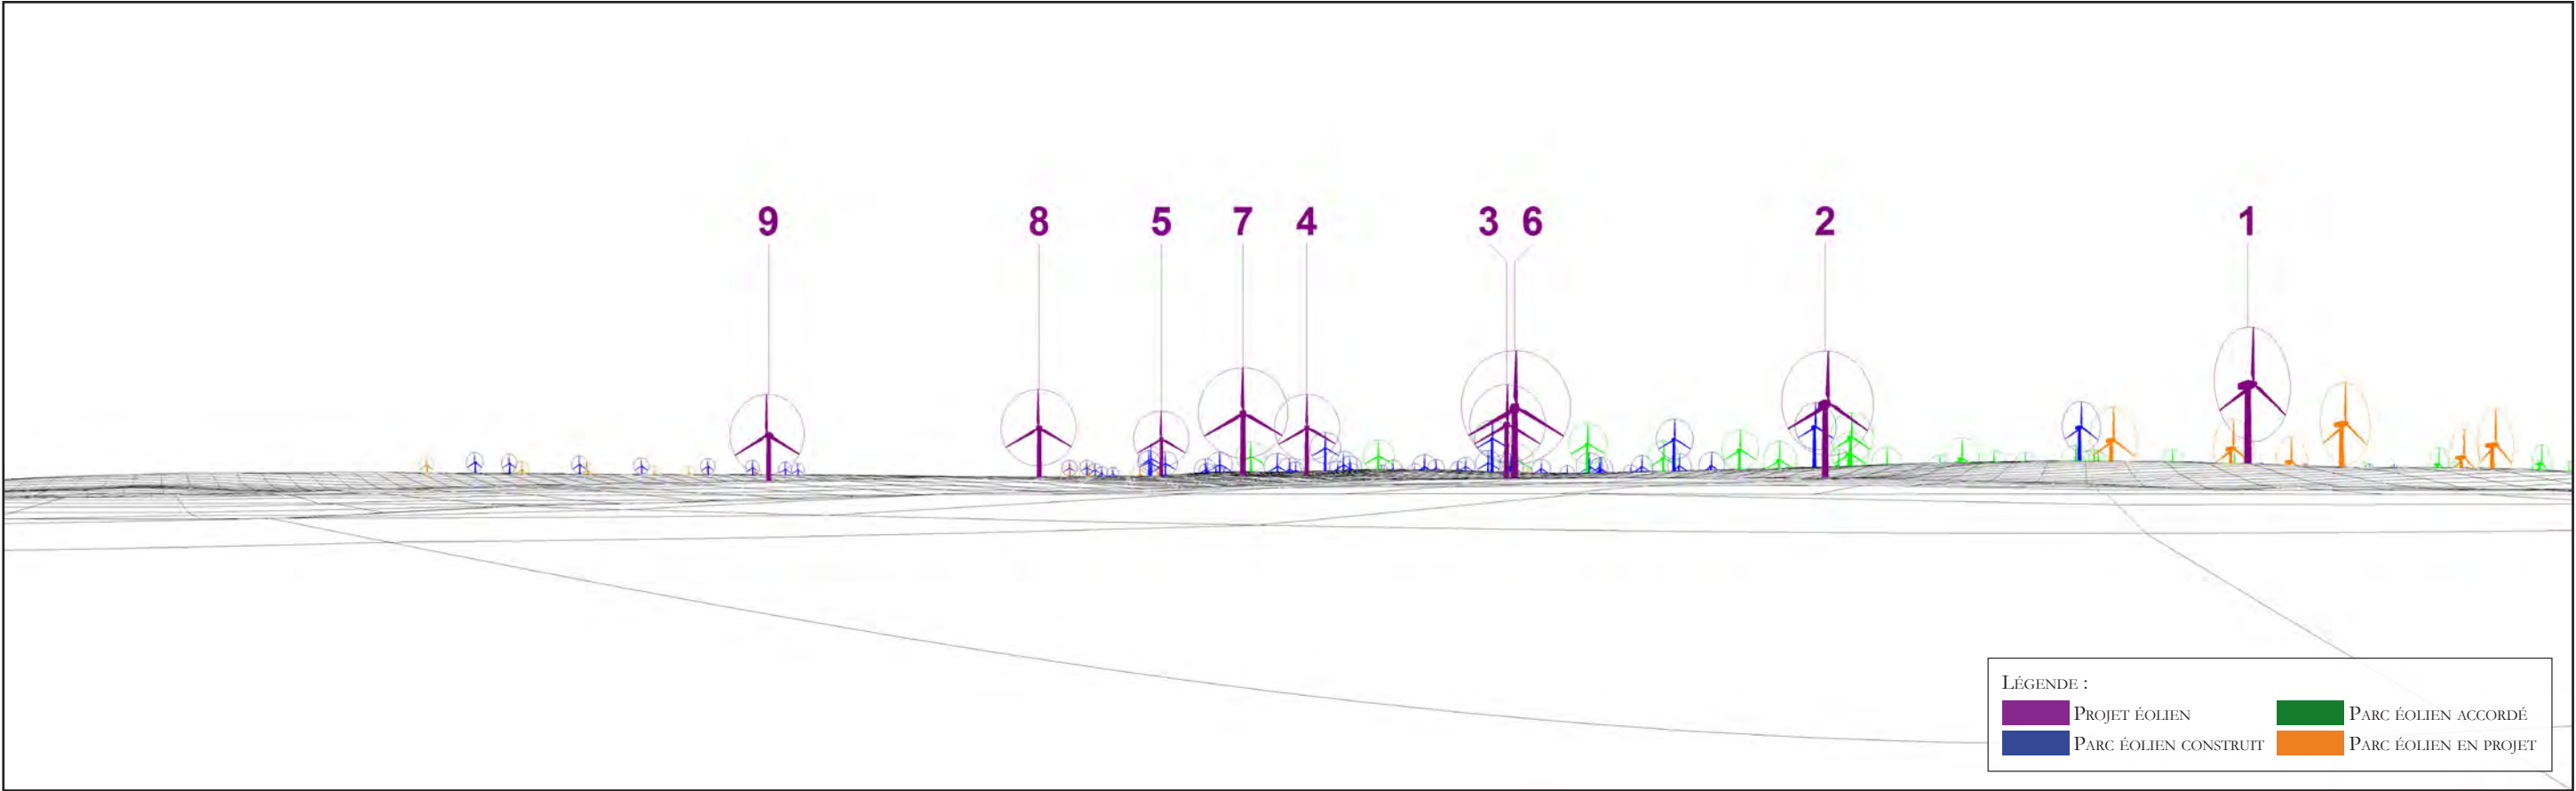 9 8 5 7 4 3 6 2 1
Légende :
Projet éolien Parc éolien accordé
Parc éolien construit Parc éolien en projet